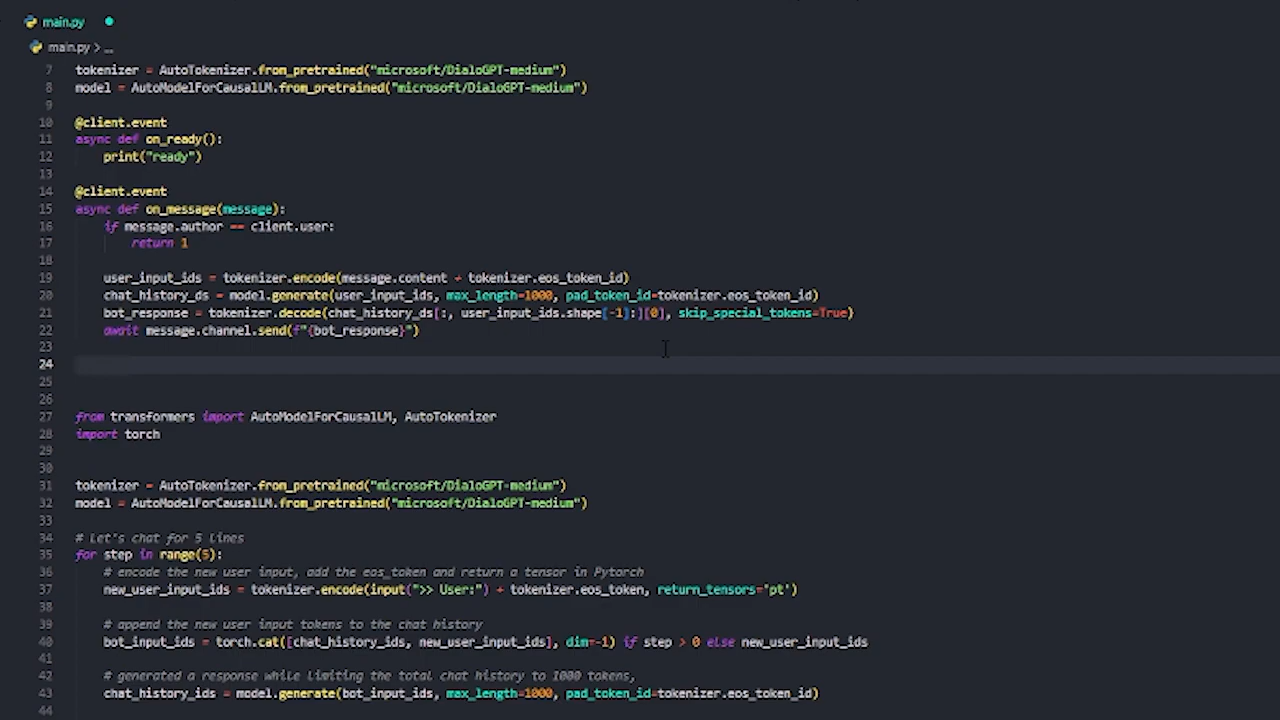 main.py
main.py > ...
7 tokenizer = AutoTokenizer.from_pretrained("microsoft/DialoGPT-medium")
8 model = AutoModelForCausalLM.from_pretrained("microsoft/DialoGPT-medium")
9
10 @client.event
11 async def on_ready():
12     print("ready")
13
14 @client.event
15 async def on_message(message):
16     if message.author == client.user:
17         return 1
18
19     user_input_ids = tokenizer.encode(message.content + tokenizer.eos_token_id)
20     chat_history_ds = model.generate(user_input_ids, max_length=1000, pad_token_id=tokenizer.eos_token_id)
21     bot_response = tokenizer.decode(chat_history_ds[:, user_input_ids.shape[-1]:][0], skip_special_tokens=True)
22     await message.channel.send(f"{bot_response}")
23
24
25
26
27 from transformers import AutoModelForCausalLM, AutoTokenizer
28 import torch
29
30
31 tokenizer = AutoTokenizer.from_pretrained("microsoft/DialoGPT-medium")
32 model = AutoModelForCausalLM.from_pretrained("microsoft/DialoGPT-medium")
33
34 # Let's chat for 5 lines
35 for step in range(5):
36     # encode the new user input, add the eos_token and return a tensor in Pytorch
37     new_user_input_ids = tokenizer.encode(input(">> User:") + tokenizer.eos_token, return_tensors='pt')
38
39     # append the new user input tokens to the chat history
40     bot_input_ids = torch.cat([chat_history_ids, new_user_input_ids], dim=-1) if step > 0 else new_user_input_ids
41
42     # generated a response while limiting the total chat history to 1000 tokens,
43     chat_history_ids = model.generate(bot_input_ids, max_length=1000, pad_token_id=tokenizer.eos_token_id)
44